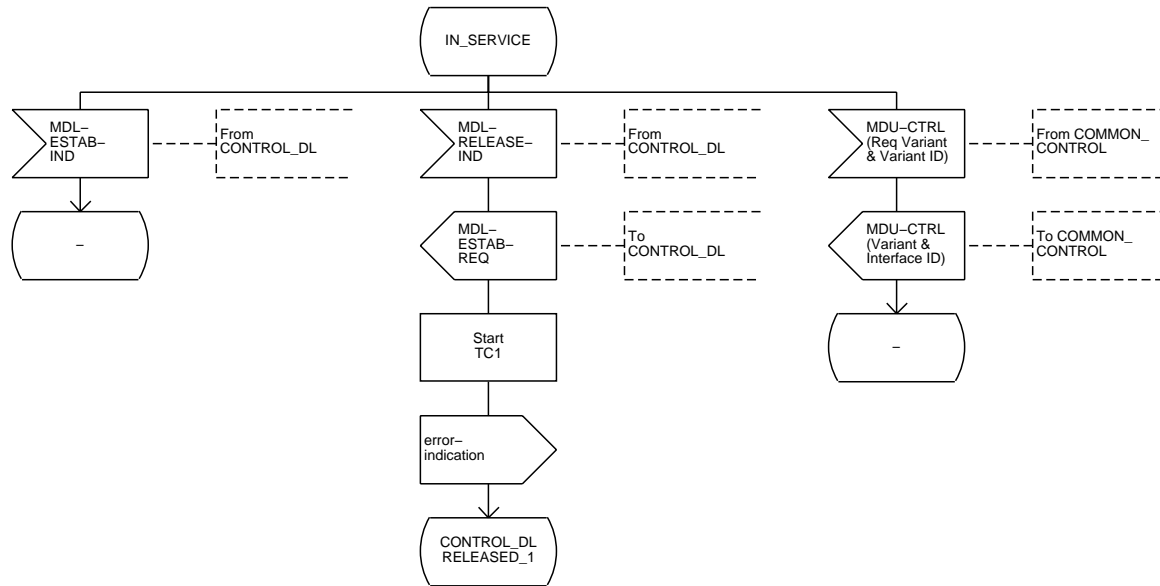 IN_SERVICE
MDL–
ESTAB–
IND
From
CONTROL_DL
MDL–
RELEASE–
IND
From
CONTROL_DL
MDU–CTRL
(Req Variant
& Variant ID)
From COMMON_
CONTROL
–
MDL–
ESTAB–
REQ
To
CONTROL_DL
MDU–CTRL
(Variant &
Interface ID)
To COMMON_
CONTROL
Start
TC1
–
error–
indication
CONTROL_DL
RELEASED_1